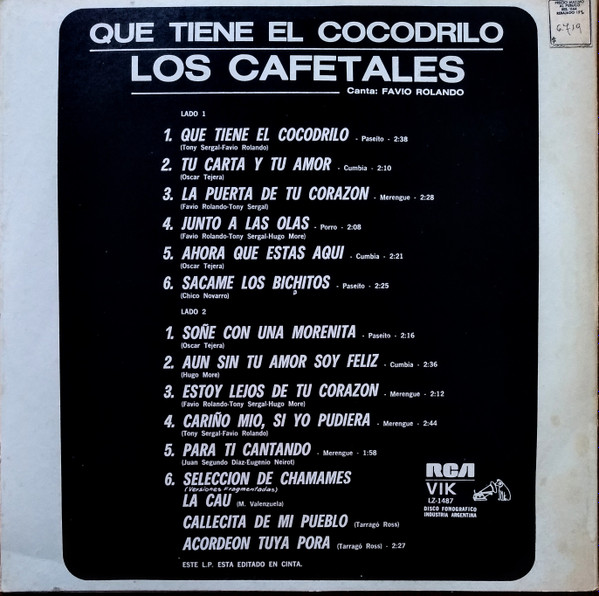 QUE TIENE EL COCODRILO
LOS CAFETALES
Canta: FAVIO ROLANDO
LADO 1
1. QUE TIENE EL COCODRILO - Paseito - 2:38
(Tony Sergal-Favio Rolando)
2. TU CARTA Y TU AMOR - Cumbia - 2:10
(Oscar Tejera)
3. LA PUERTA DE TU CORAZON - Merengue - 2:28
(Favio Rolando-Tony Sergal)
4. JUNTO A LAS OLAS - Porro - 2:08
(Favio Rolando-Tony Sergal-Hugo More)
5. AHORA QUE ESTAS AQUI - Cumbia - 2:21
(Oscar Tejera)
6. SACAME LOS BICHITOS - Paseito - 2:25
(Chico Novarro)
LADO 2
1. SOÑE CON UNA MORENITA - Paseito - 2:16
(Oscar Tejera)
2. AUN SIN TU AMOR SOY FELIZ - Cumbia - 2:36
(Hugo More)
3. ESTOY LEJOS DE TU CORAZON - Merengue - 2:12
(Favio Rolando-Tony Sergal-Hugo More)
4. CARIÑO MIO, SI YO PUDIERA - Merengue - 2:44
(Tony Sergal-Favio Rolando)
5. PARA TI CANTANDO - Merengue - 1:58
(Juan Segundo Diaz-Eugenio Neirot)
6. SELECCION DE CHAMAMES
(Versiones Fragmentadas)
LA CAU (M. Valenzuela)
CALLECITA DE MI PUEBLO (Tarragó Ross)
ACORDEON TUYA PORA (Tarragó Ross) - 2:27
ESTE L.P. ESTA EDITADO EN CINTA.
RCA
VIK
LZ-1487
DISCO FONOGRAFICO
INDUSTRIA ARGENTINA